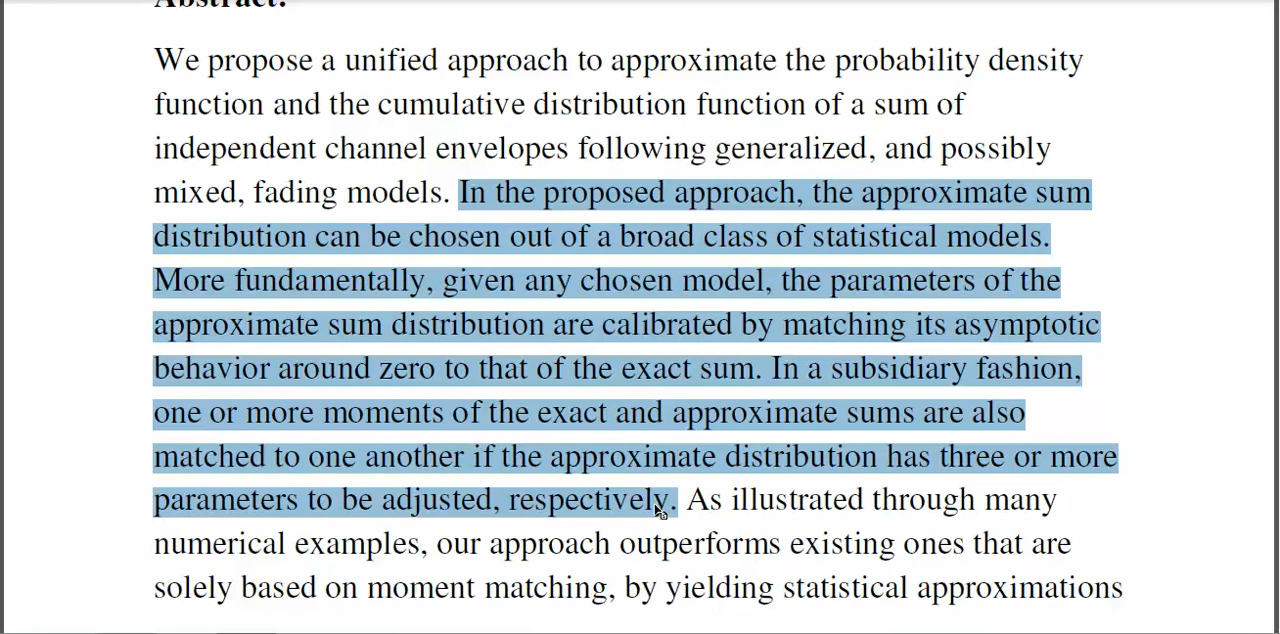 Abstract:
We propose a unified approach to approximate the probability density
function and the cumulative distribution function of a sum of
independent channel envelopes following generalized, and possibly
mixed, fading models. In the proposed approach, the approximate sum
distribution can be chosen out of a broad class of statistical models.
More fundamentally, given any chosen model, the parameters of the
approximate sum distribution are calibrated by matching its asymptotic
behavior around zero to that of the exact sum. In a subsidiary fashion,
one or more moments of the exact and approximate sums are also
matched to one another if the approximate distribution has three or more
parameters to be adjusted, respectively. As illustrated through many
numerical examples, our approach outperforms existing ones that are
solely based on moment matching, by yielding statistical approximations